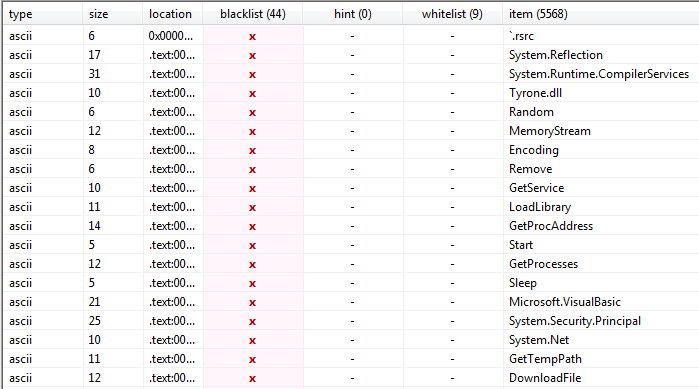 type size location blacklist (44) hint (0) whitelist (9) item (5568)
ascii 6 0x0000... x - - `.rsrc
ascii 17 .text:00... x - - System.Reflection
ascii 31 .text:00... x - - System.Runtime.CompilerServices
ascii 10 .text:00... x - - Tyrone.dll
ascii 6 .text:00... x - - Random
ascii 12 .text:00... x - - MemoryStream
ascii 8 .text:00... x - - Encoding
ascii 6 .text:00... x - - Remove
ascii 10 .text:00... x - - GetService
ascii 11 .text:00... x - - LoadLibrary
ascii 14 .text:00... x - - GetProcAddress
ascii 5 .text:00... x - - Start
ascii 12 .text:00... x - - GetProcesses
ascii 5 .text:00... x - - Sleep
ascii 21 .text:00... x - - Microsoft.VisualBasic
ascii 25 .text:00... x - - System.Security.Principal
ascii 10 .text:00... x - - System.Net
ascii 11 .text:00... x - - GetTempPath
ascii 12 .text:00... x - - DownloadFile